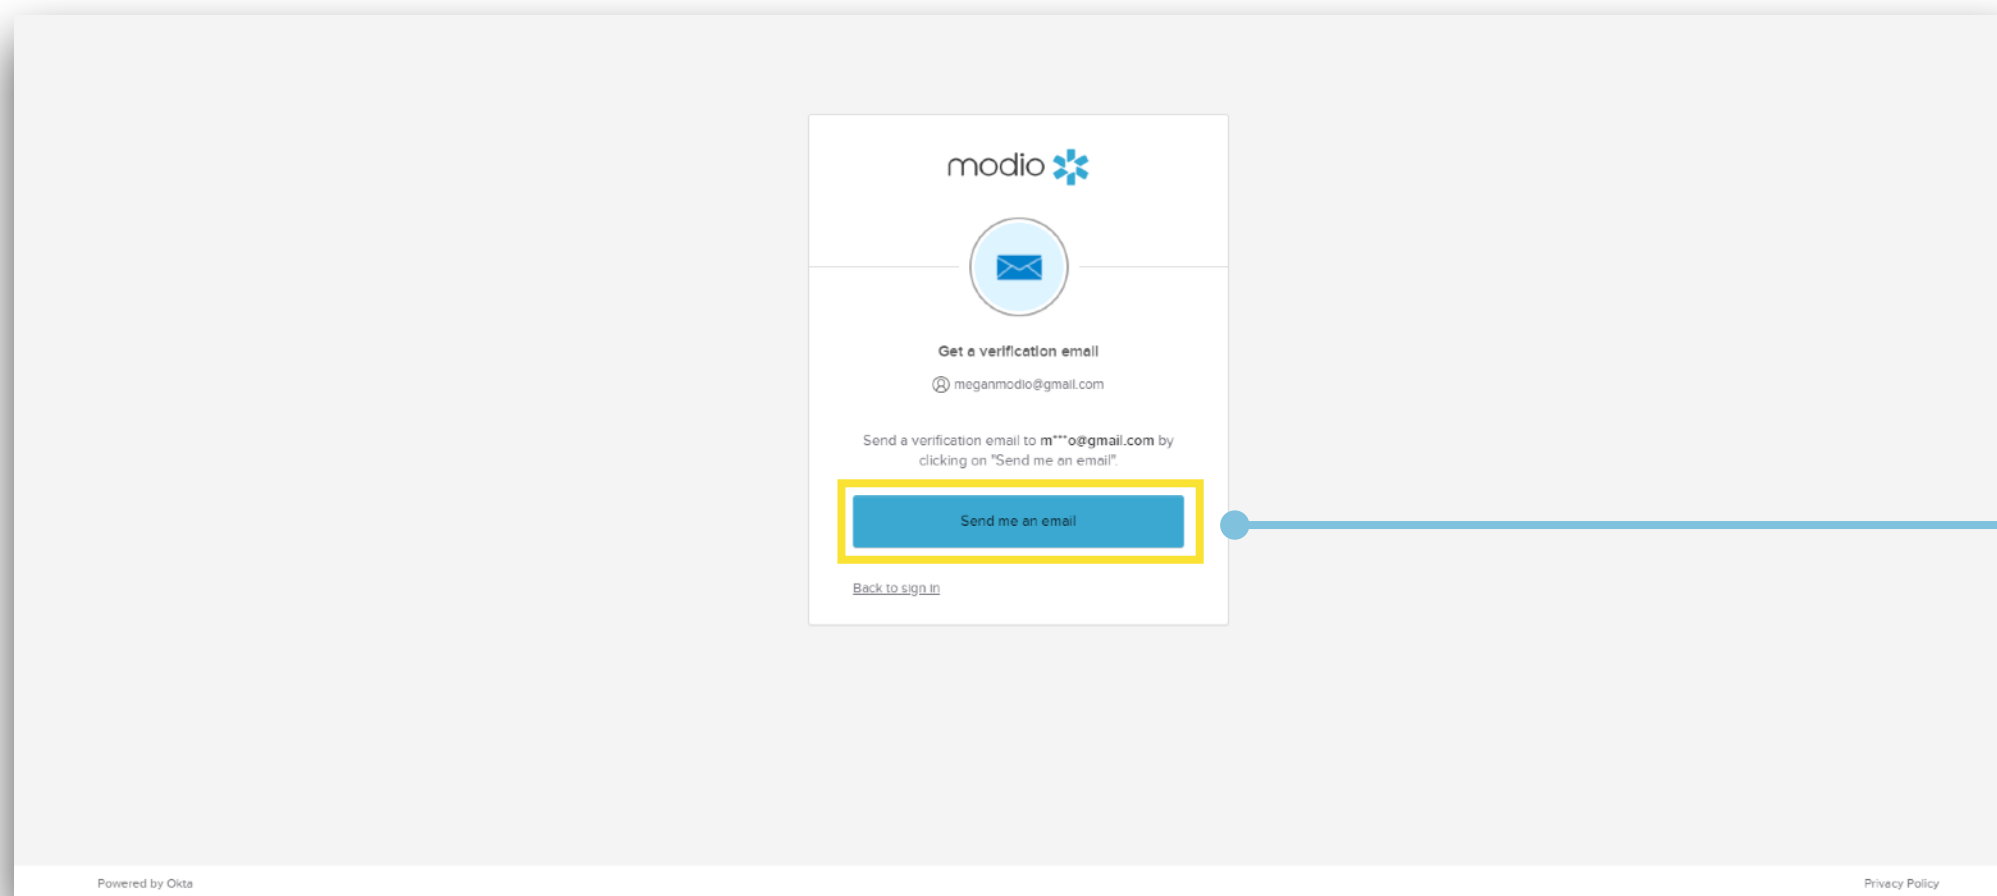 modio
Get a verification email
meganmodio@gmail.com
Send a verification email to m***o@gmail.com by
clicking on "Send me an email".
Send me an email
Back to sign in
Powered by Okta
Privacy Policy